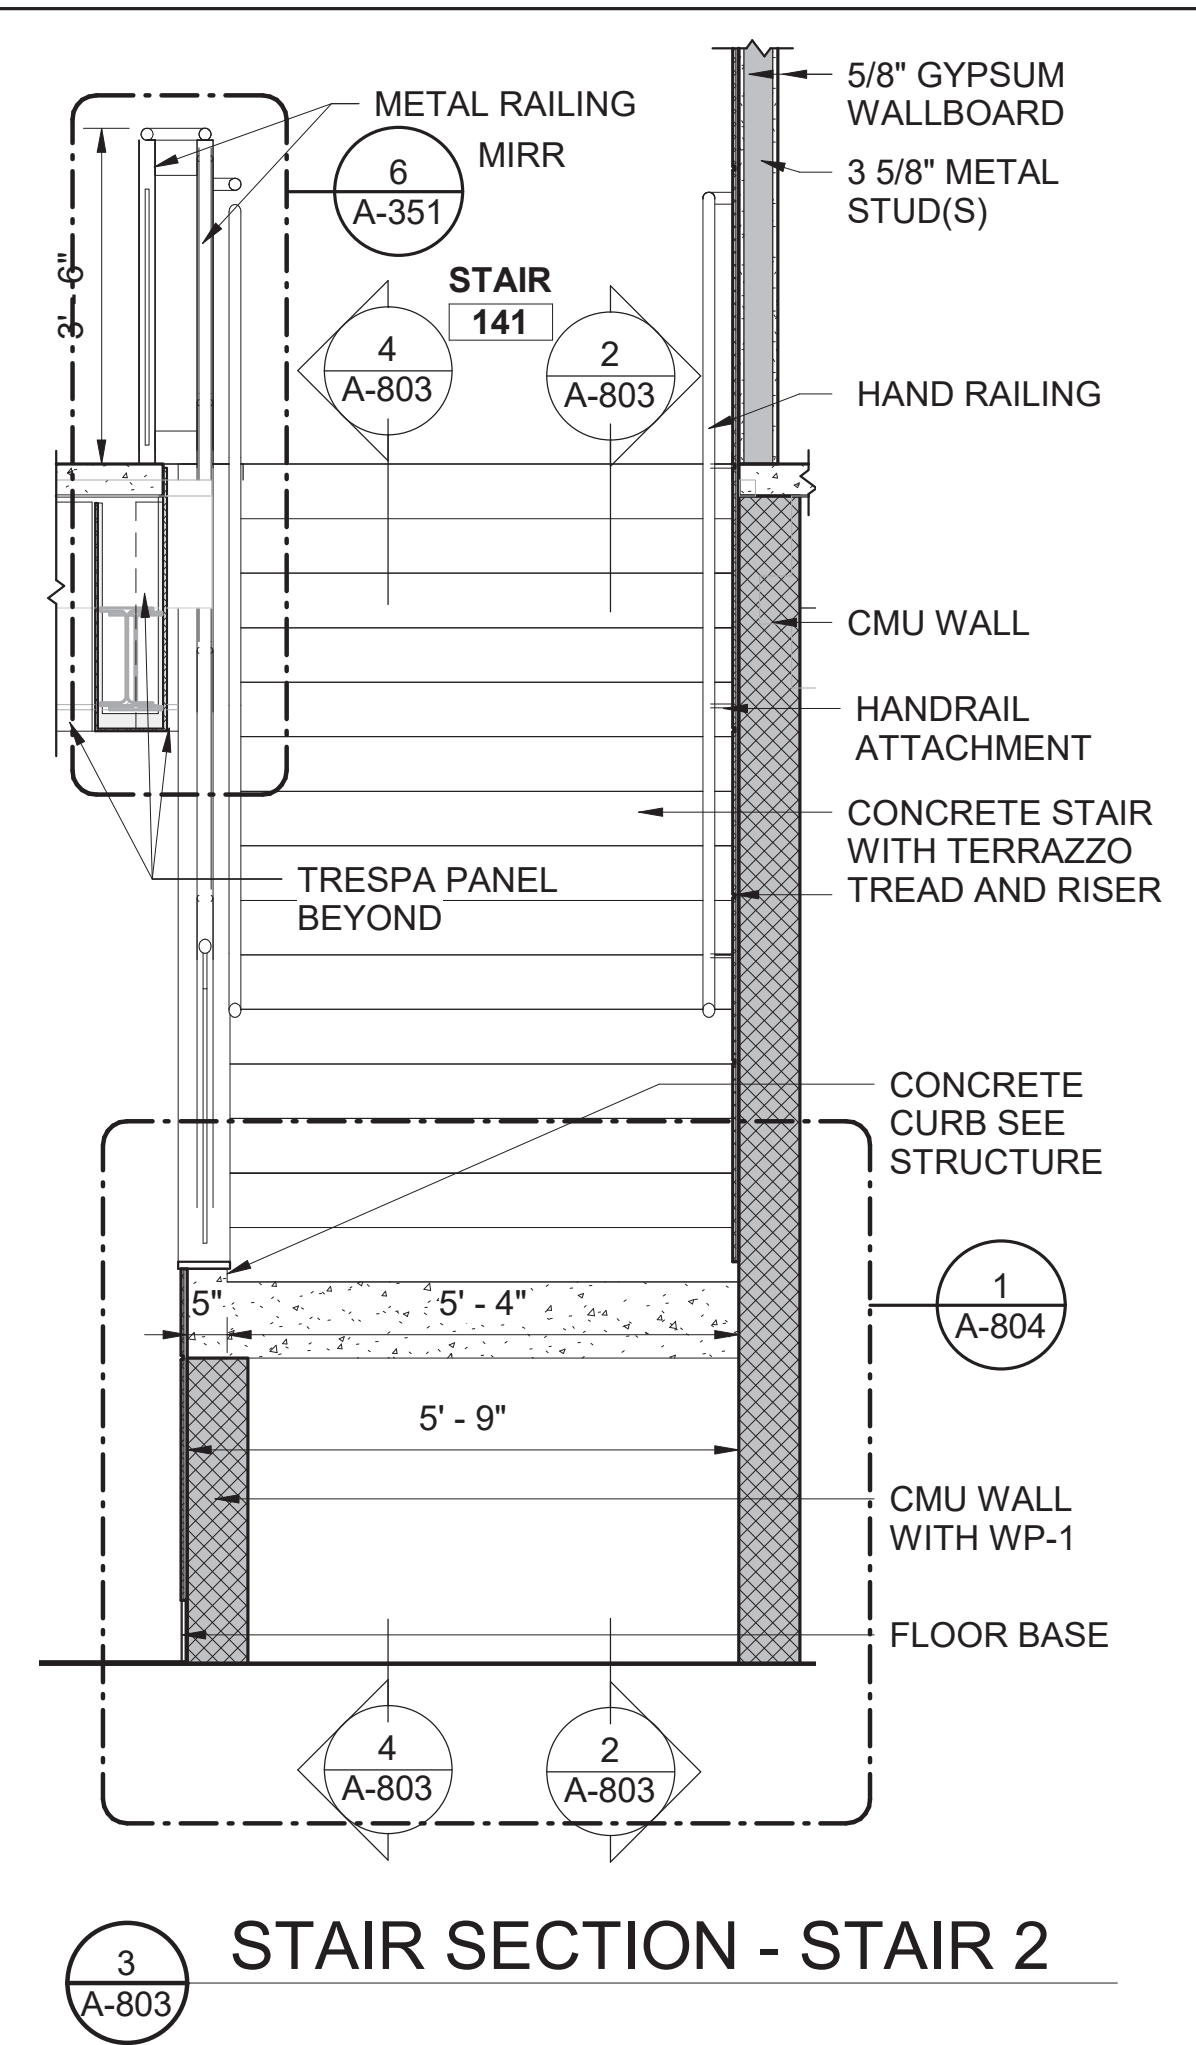 5/8" GYPSUM
WALLBOARD
METAL RAILING
MIRR
6
A-351
3 5/8" METAL
STUD(S)
3' - 6"
STAIR
141
4
A-803
2
A-803
HAND RAILING
CMU WALL
HANDRAIL
ATTACHMENT
CONCRETE STAIR
WITH TERRAZZO
TREAD AND RISER
TRESPA PANEL
BEYOND
CONCRETE
CURB SEE
STRUCTURE
1
A-804
5"
5' - 4"
5' - 9"
CMU WALL
WITH WP-1
FLOOR BASE
4
A-803
2
A-803
3
A-803
STAIR SECTION - STAIR 2